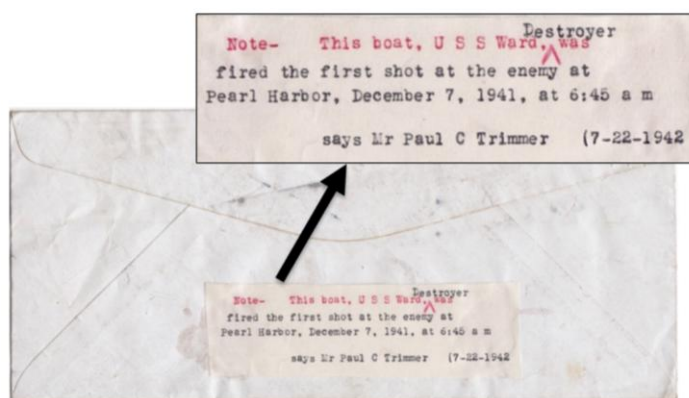 Destroyer
Note- This boat, U S S Ward, was
fired the first shot at the enemy at
Pearl Harbor, December 7, 1941, at 6:45 a m
says Mr Paul C Trimmer (7-22-1942
Destroyer
Note- This boat, U S S Ward, was
fired the first shot at the enemy at
Pearl Harbor, December 7, 1941, at 6:45 a m
says Mr Paul C Trimmer (7-22-1942